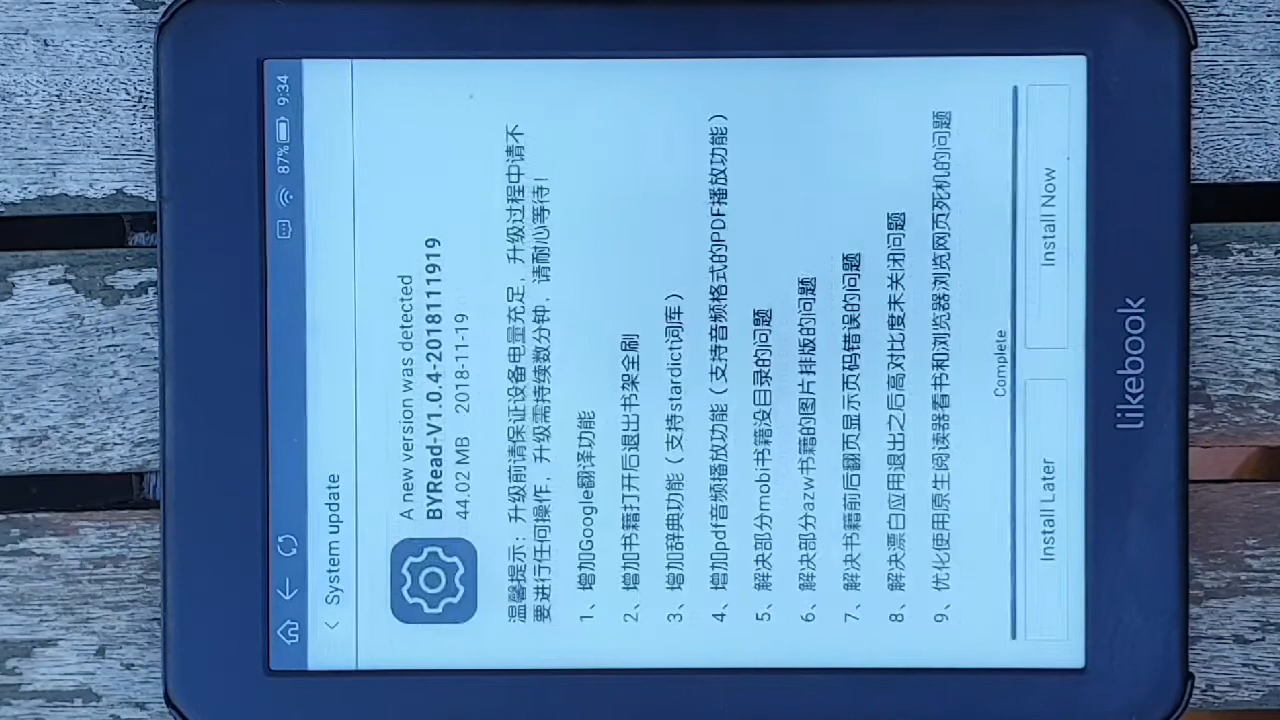 87% 9:34
System update
A new version was detected
BYRead-V1.0.4-2018111919
44.02 MB 2018-11-19
温馨提示：升级前请保证设备电量充足，升级过程中请不
要进行任何操作，升级需持续数分钟，请耐心等待！
1、增加Google翻译功能
2、增加书籍打开后退出书架全刷
3、增加辞典功能（支持stardict词库）
4、增加pdf音频播放功能（支持音频格式的PDF播放功能）
5、解决部分mobi书籍没目录的问题
6、解决部分azw书籍的图片排版的问题
7、解决书籍前后翻页显示页码错误的问题
8、解决漂白应用退出之后高对比度未关闭问题
9、优化使用原生阅读器看书和浏览器浏览网页死机的问题
Complete
Install Later Install Now
likebook